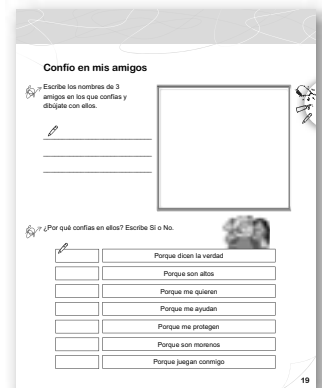 Confío en mis amigos
Escribe los nombres de 3
amigos en los que confías y
dibújate con ellos.
¿Por qué confías en ellos? Escribe Sí o No.
Porque dicen la verdad
Porque son altos
Porque me quieren
Porque me ayudan
Porque me protegen
Porque son morenos
Porque juegan conmigo
19